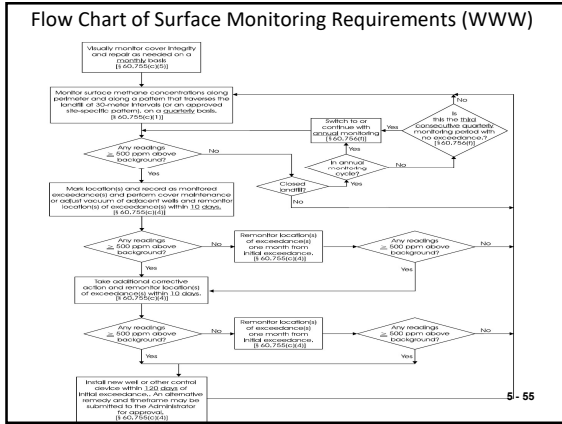 Flow Chart of Surface Monitoring Requirements (WWW)
Visually monitor cover integrity
and repair as needed on a
monthly basis
[§ 60.755(c)(5)]
Monitor surface methane concentrations along
perimeter and along a pattern that traverses the
landfill at 30-meter intervals (or an approved
site-specific pattern), on a quarterly basis.
[§ 60.755(c)(1)]
Switch to or
continue with
annual monitoring
[§ 60.756(f)]
Yes
No
Is
this the third
consecutive quarterly
monitoring period with
no exceedance?
[§ 60.756(f)]
Any readings
≥ 500 ppm above
background?
No
Yes
Yes
In annual
monitoring
cycle?
No
Closed
landfill?
Yes
No
Mark location(s) and record as monitored
exceedance(s) and perform cover maintenance
or adjust vacuum of adjacent wells and remonitor
location(s) of exceedance(s) within 10 days.
[§ 60.755(c)(4)]
Any readings
≥ 500 ppm above
background?
No
Yes
Remonitor location(s)
of exceedance(s)
one month from
initial exceedance.
[§ 60.755(c)(4)]
Any readings
≥ 500 ppm above
background?
No
Yes
Take additional corrective
action and remonitor location(s)
of exceedance(s) within 10 days.
[§ 60.755(c)(4)]
Any readings
≥ 500 ppm above
background?
No
Yes
Remonitor location(s)
of exceedance(s)
one month from
initial exceedance.
[§ 60.755(c)(4)]
Any readings
≥ 500 ppm above
background?
No
Yes
Install new well or other control
device within 120 days of
initial exceedance.. An alternative
remedy and timeframe may be
submitted to the Administrator
for approval.
[§ 60.755(c)(4)]
5 - 55